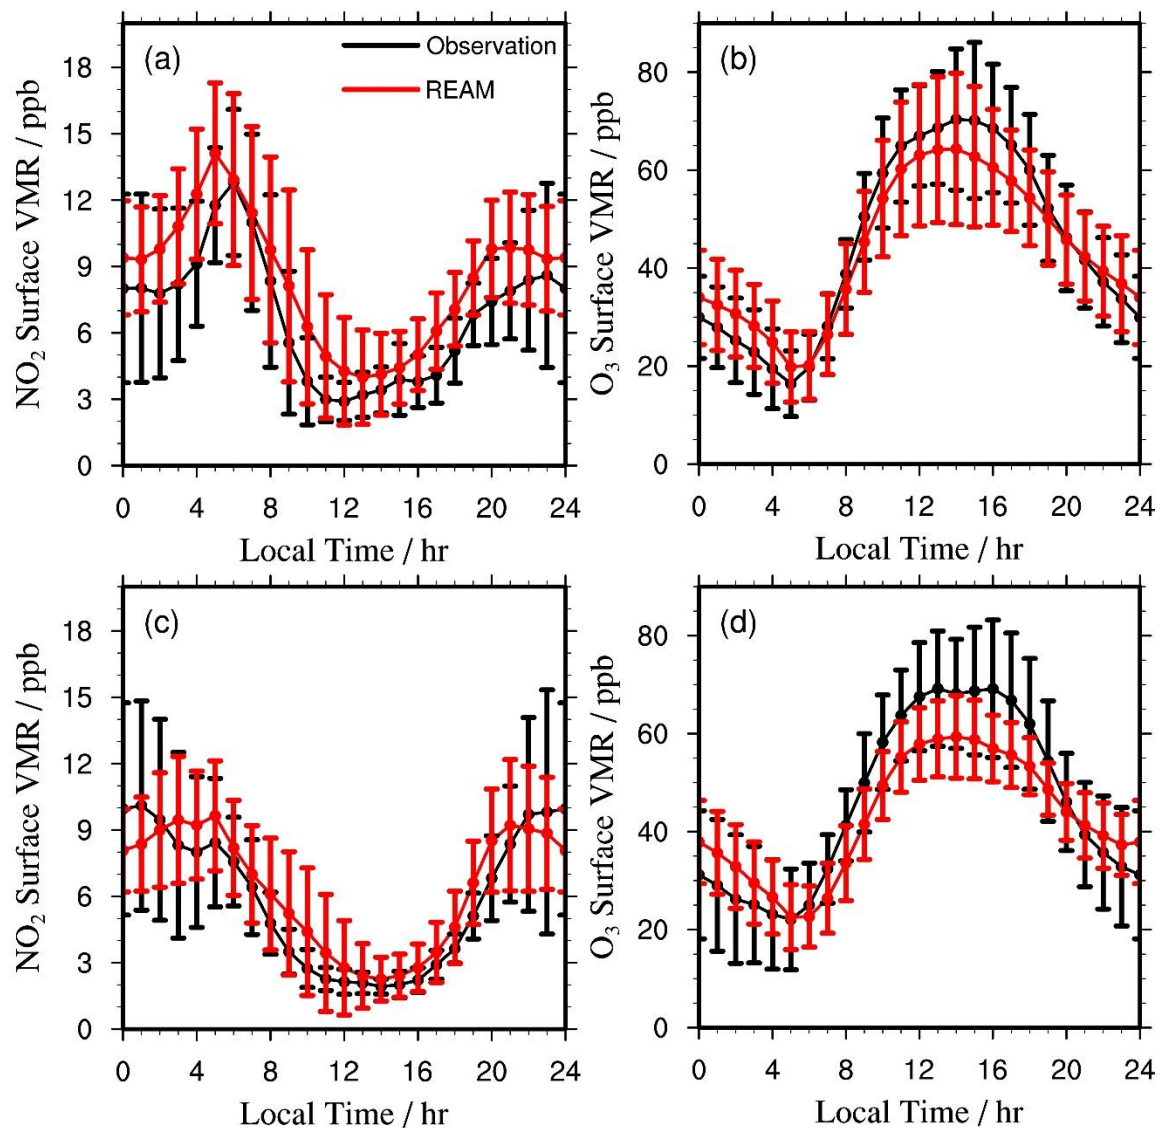 (a)
Observation
REAM
NO2 Surface VMR / ppb
18
15
12
9
6
3
0
0 4 8 12 16 20 24
Local Time / hr
(b)
O3 Surface VMR / ppb
80
60
40
20
0
0 4 8 12 16 20 24
Local Time / hr
(c)
NO2 Surface VMR / ppb
18
15
12
9
6
3
0
0 4 8 12 16 20 24
Local Time / hr
(d)
O3 Surface VMR / ppb
80
60
40
20
0
0 4 8 12 16 20 24
Local Time / hr